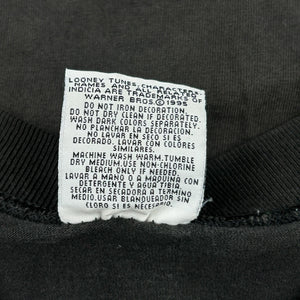 LOONEY TUNES, CHARACTERS,
NAMES AND ALL RELATED
INDICIA ARE TRADEMARKS OF
WARNER BROS.©1995
DO NOT IRON DECORATION.
DO NOT DRY CLEAN IF DECORATED.
WASH DARK COLORS SEPARATELY.
NO PLANCHAR LA DECORACION.
NO LAVAR EN SECO SI ES
DECORADO. LAVAR CON COLORES
SIMILARES.
MACHINE WASH WARM. TUMBLE
DRY MEDIUM. USE NON-CHLORINE
BLEACH ONLY IF NEEDED.
LAVAR A MANO O A MAQUINA CON
DETERGENTE Y AGUA TIBIA.
SECAR EN SECADORA A TERMINO
MEDIO. USAR BLANQUEADOR SIN
CLORO SI ES NECESARIO.